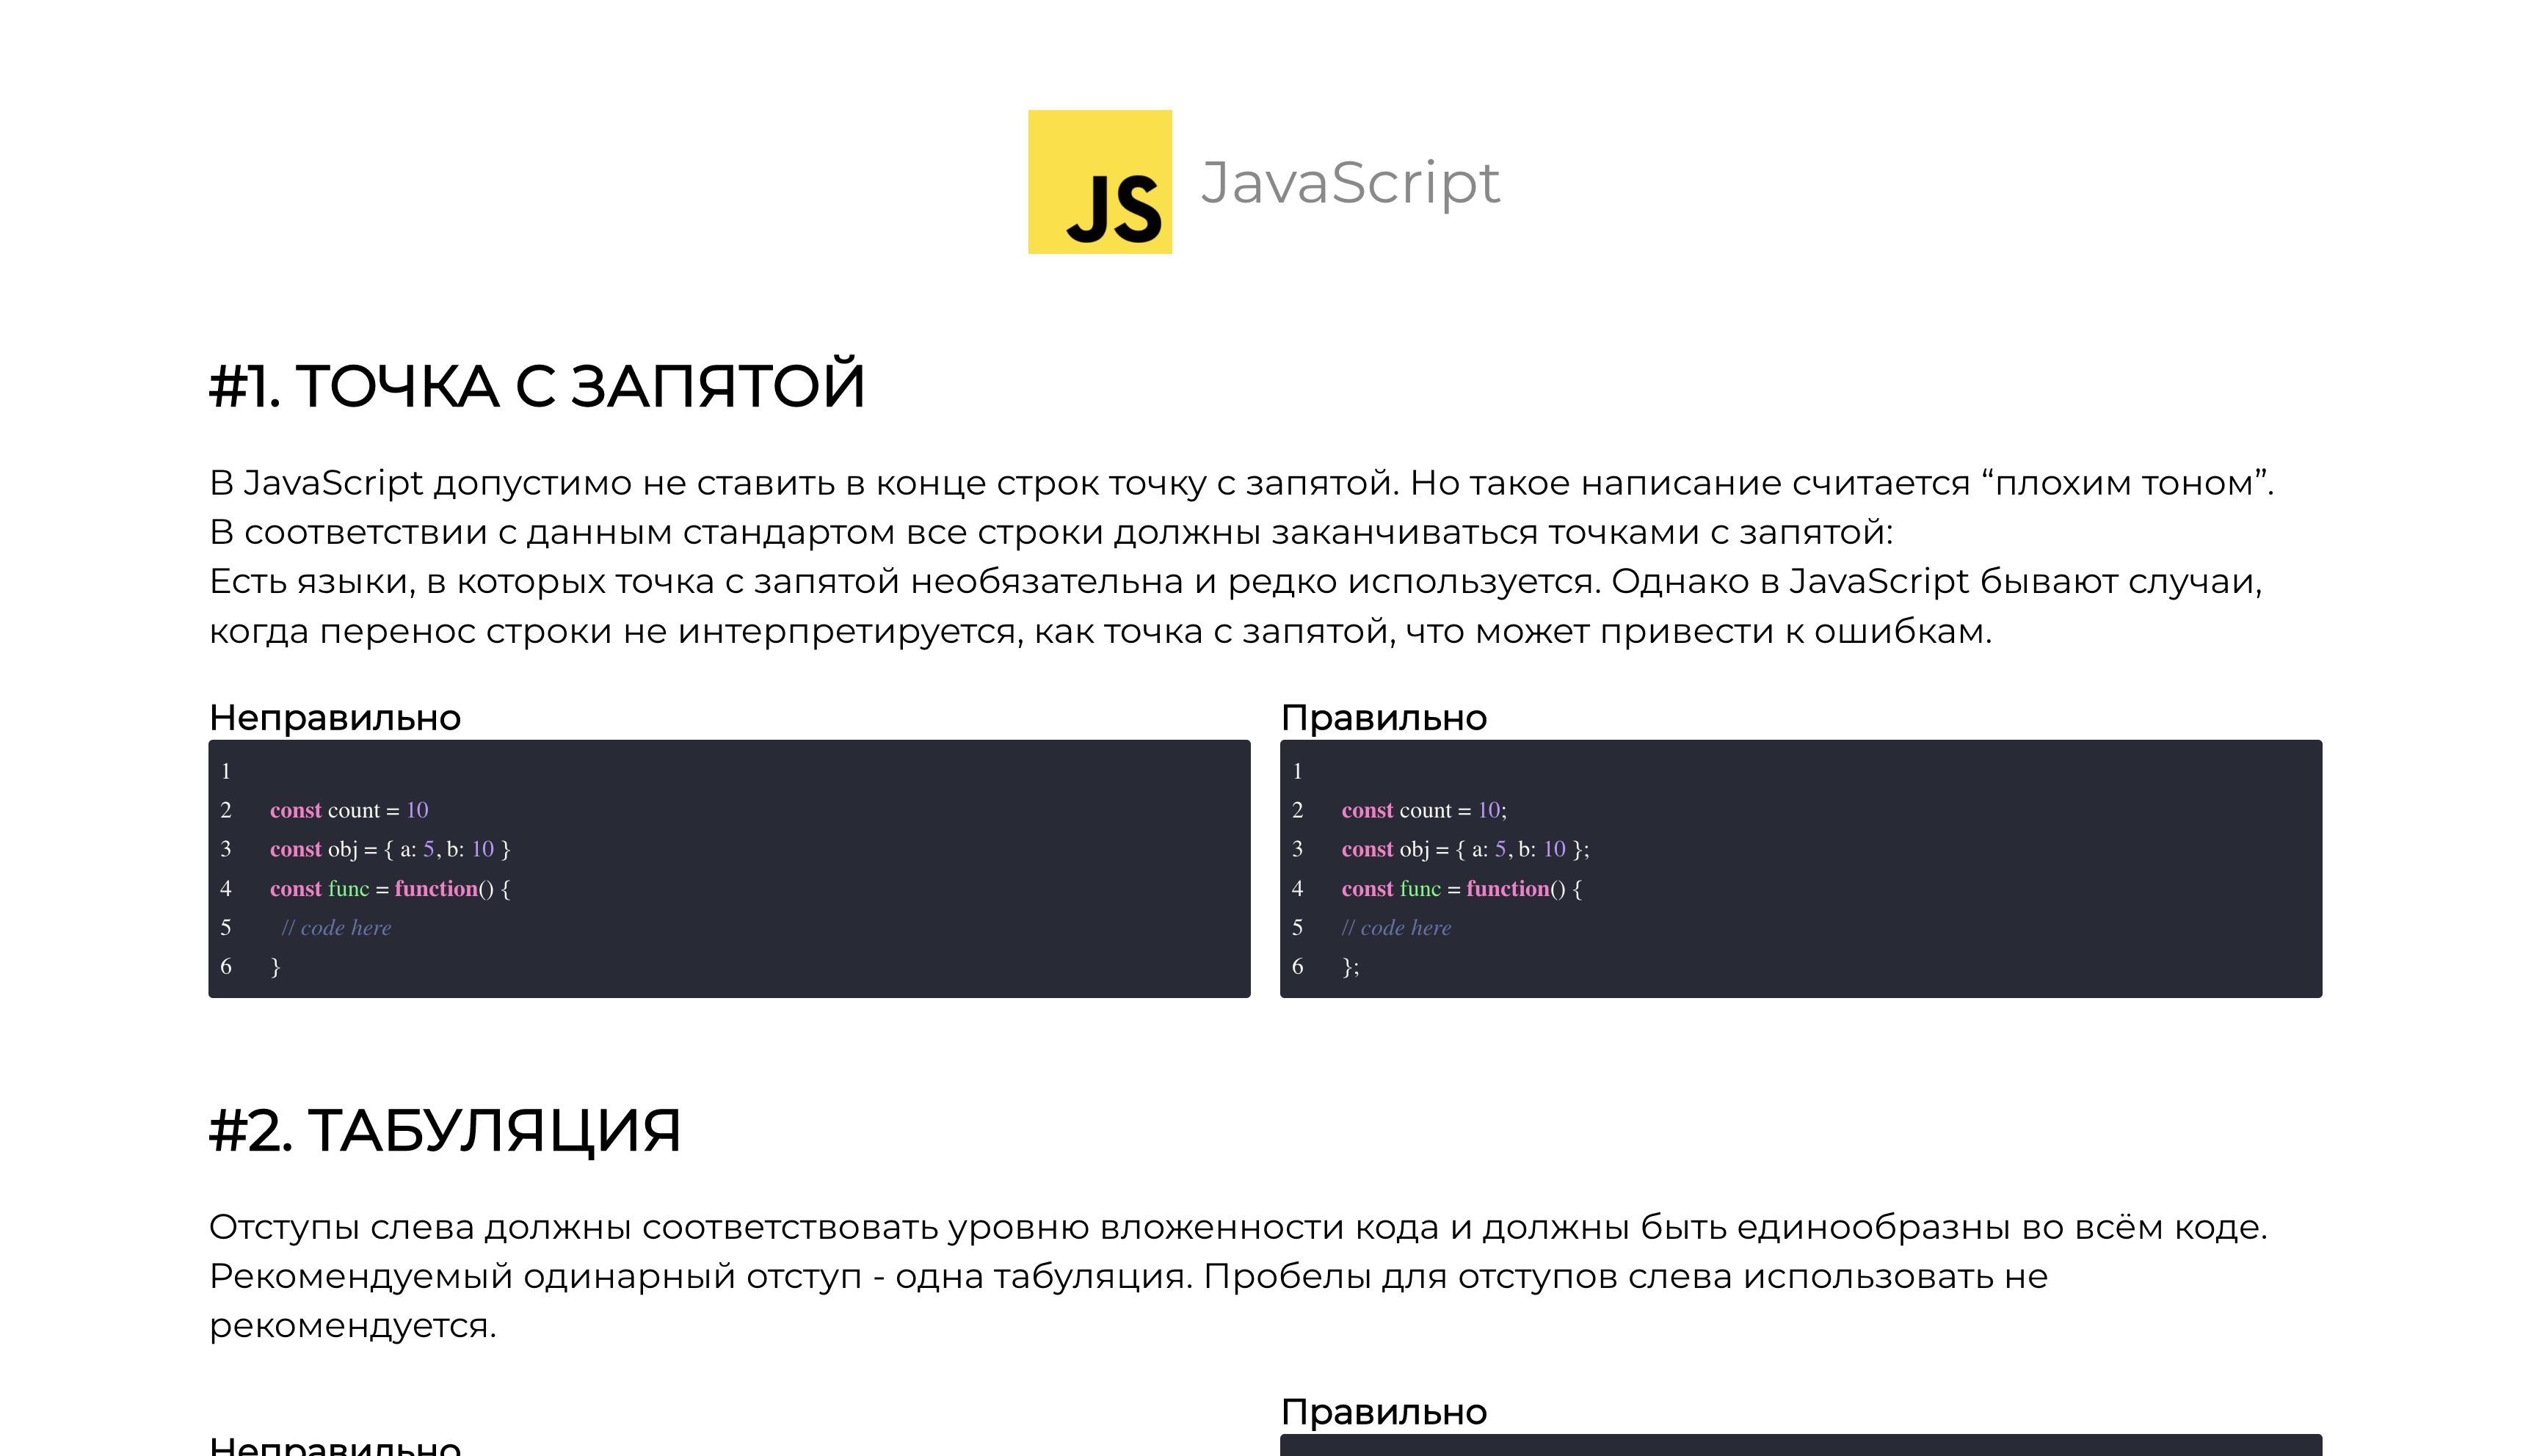 JS JavaScript
#1. ТОЧКА С ЗАПЯТОЙ
В JavaScript допустимо не ставить в конце строк точку с запятой. Но такое написание считается “плохим тоном”.
В соответствии с данным стандартом все строки должны заканчиваться точками с запятой:
Есть языки, в которых точка с запятой необязательна и редко используется. Однако в JavaScript бывают случаи,
когда перенос строки не интерпретируется, как точка с запятой, что может привести к ошибкам.
Неправильно
1
2 const count = 10
3 const obj = { a: 5, b: 10 }
4 const func = function() {
5 // code here
6 }
Правильно
1
2 const count = 10;
3 const obj = { a: 5, b: 10 };
4 const func = function() {
5 // code here
6 };
#2. ТАБУЛЯЦИЯ
Отступы слева должны соответствовать уровню вложенности кода и должны быть единообразны во всём коде.
Рекомендуемый одинарный отступ - одна табуляция. Пробелы для отступов слева использовать не
рекомендуется.
Правильно
Неправильно